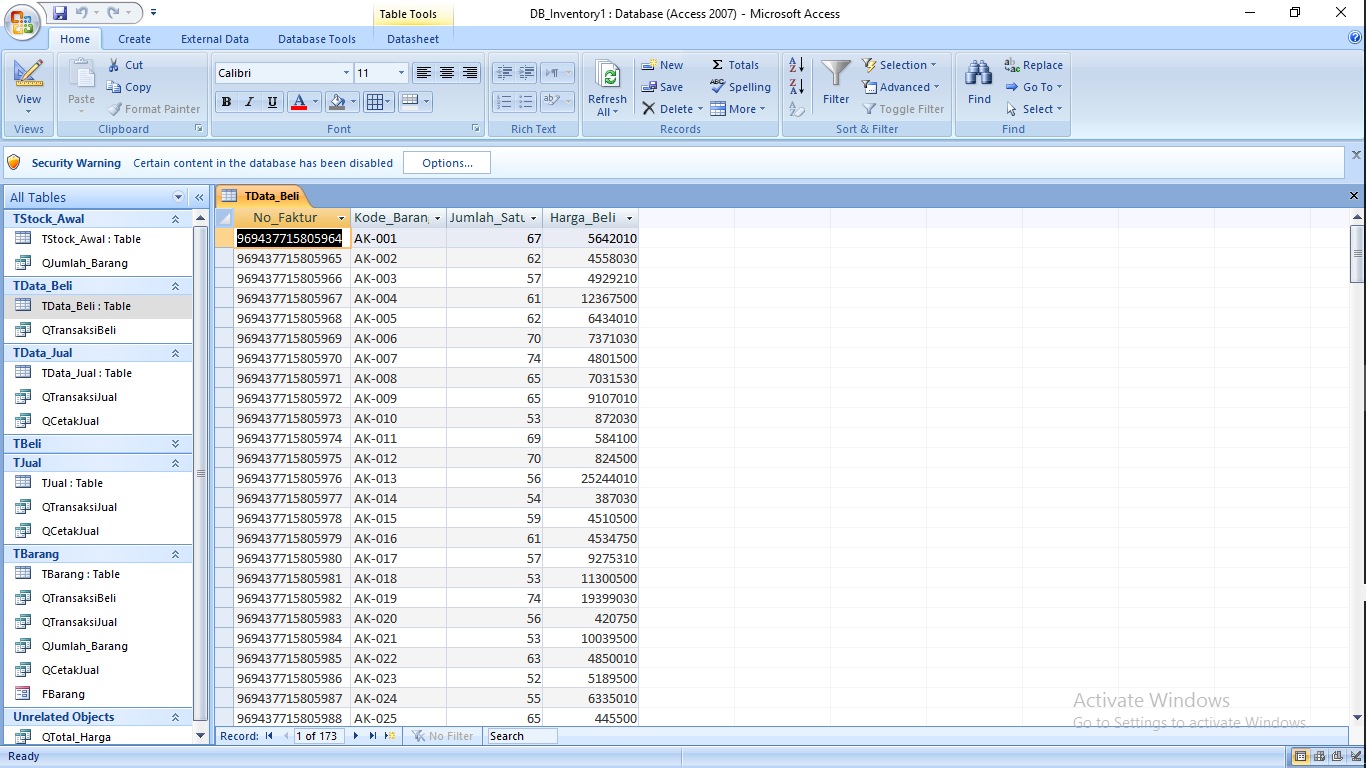 Table Tools
DB_Inventory1 : Database (Access 2007) - Microsoft Access
Home Create External Data Database Tools Datasheet
View
Views
Paste
Cut
Copy
Format Painter
Clipboard
Calibri 11
B I U A
Font
Rich Text
Refresh All
New
Save
Delete
Totals
Spelling
More
Records
Filter
Selection
Advanced
Toggle Filter
Sort & Filter
Find
Replace
Go To
Select
Find
Security Warning Certain content in the database has been disabled Options...
All Tables
TStock_Awal
TStock_Awal : Table
QJumlah_Barang
TData_Beli
TData_Beli : Table
QTransaksiBeli
TData_Jual
TData_Jual : Table
QTransaksiJual
QCetakJual
TBeli
TJual
TJual : Table
QTransaksiJual
QCetakJual
TBarang
TBarang : Table
QTransaksiBeli
QTransaksiJual
QJumlah_Barang
QCetakJual
FBarang
Unrelated Objects
QTotal_Harga
TData_Beli
No_Faktur Kode_Baran Jumlah_Satu Harga_Beli
969437715805964 AK-001 67 5642010
969437715805965 AK-002 62 4558030
969437715805966 AK-003 57 4929210
969437715805967 AK-004 61 12367500
969437715805968 AK-005 62 6434010
969437715805969 AK-006 70 7371030
969437715805970 AK-007 74 4801500
969437715805971 AK-008 65 7031530
969437715805972 AK-009 65 9107010
969437715805973 AK-010 53 872030
969437715805974 AK-011 69 584100
969437715805975 AK-012 70 824500
969437715805976 AK-013 56 25244010
969437715805977 AK-014 54 387030
969437715805978 AK-015 59 4510500
969437715805979 AK-016 61 4534750
969437715805980 AK-017 57 9275310
969437715805981 AK-018 53 11300500
969437715805982 AK-019 74 19399030
969437715805983 AK-020 56 420750
969437715805984 AK-021 53 10039500
969437715805985 AK-022 63 4850010
969437715805986 AK-023 52 5189500
969437715805987 AK-024 55 6335010
969437715805988 AK-025 65 445500
Activate Windows
Go to Settings to activate Windows.
Record: 1 of 173 No Filter Search
Ready